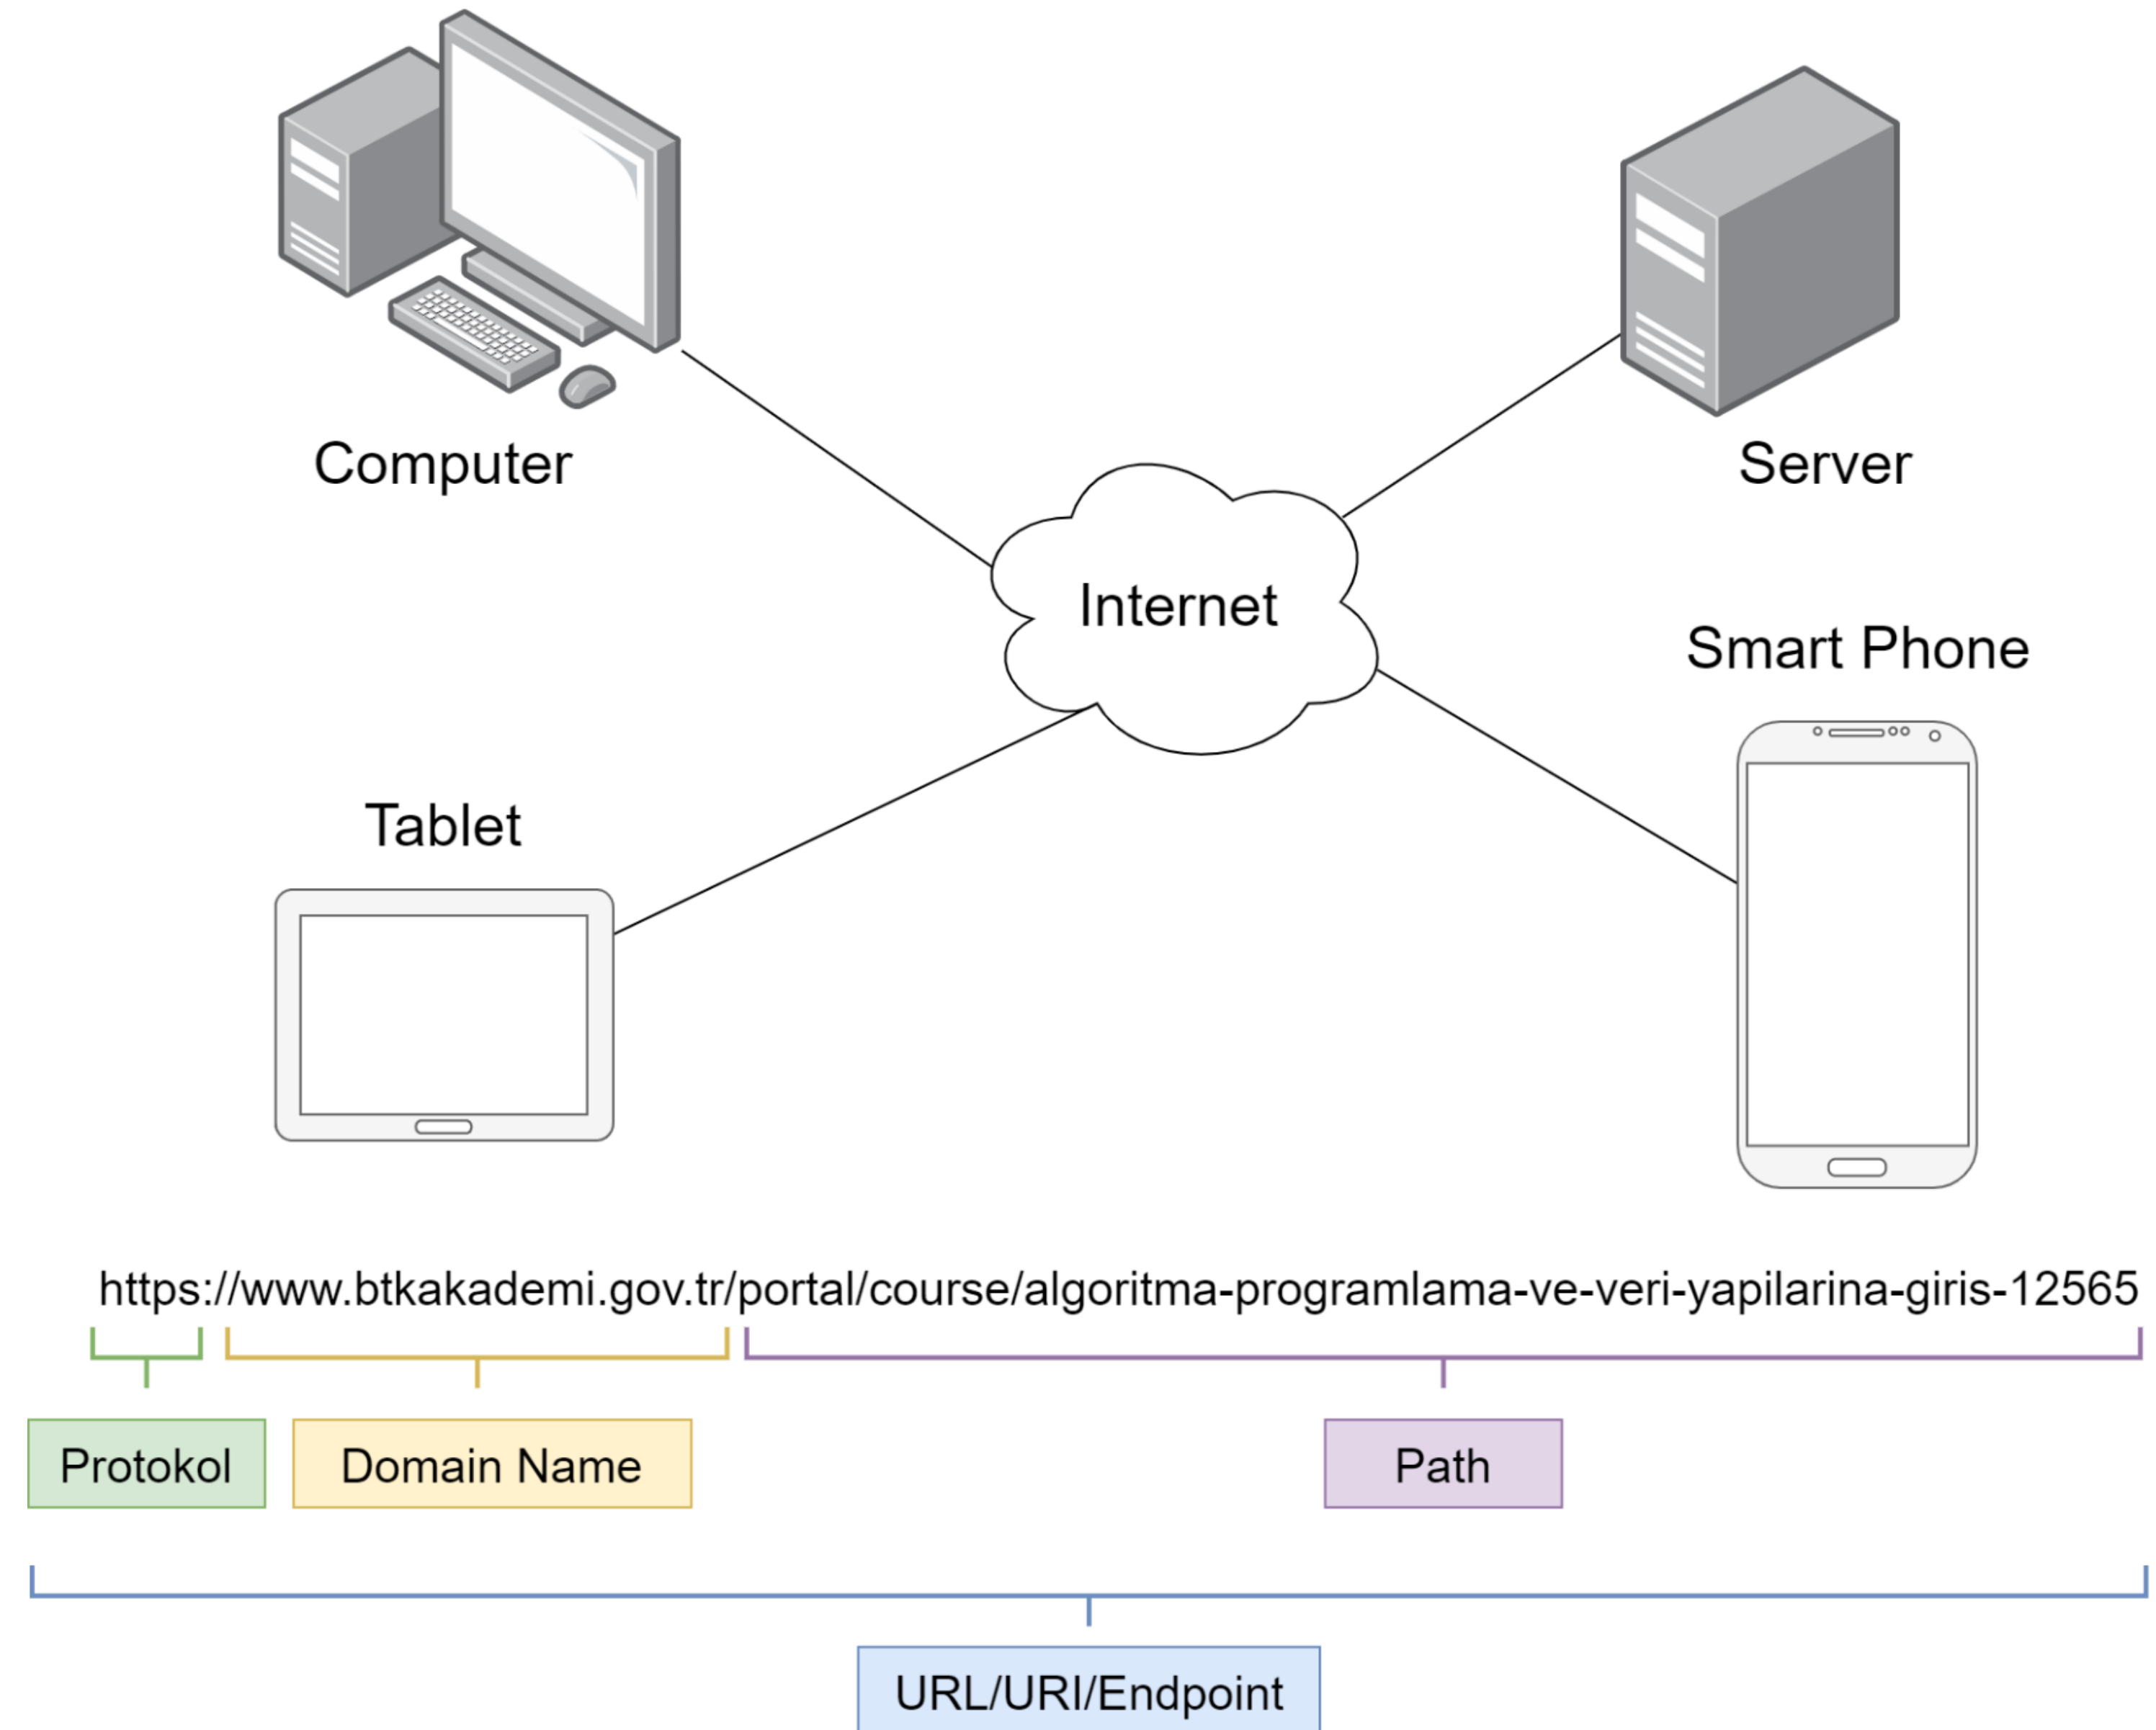 Computer
Server
Internet
Smart Phone
Tablet
https://www.btkakademi.gov.tr/portal/course/algoritma-programlama-ve-veri-yapilarina-giris-12565
Protokol
Domain Name
Path
URL/URI/Endpoint